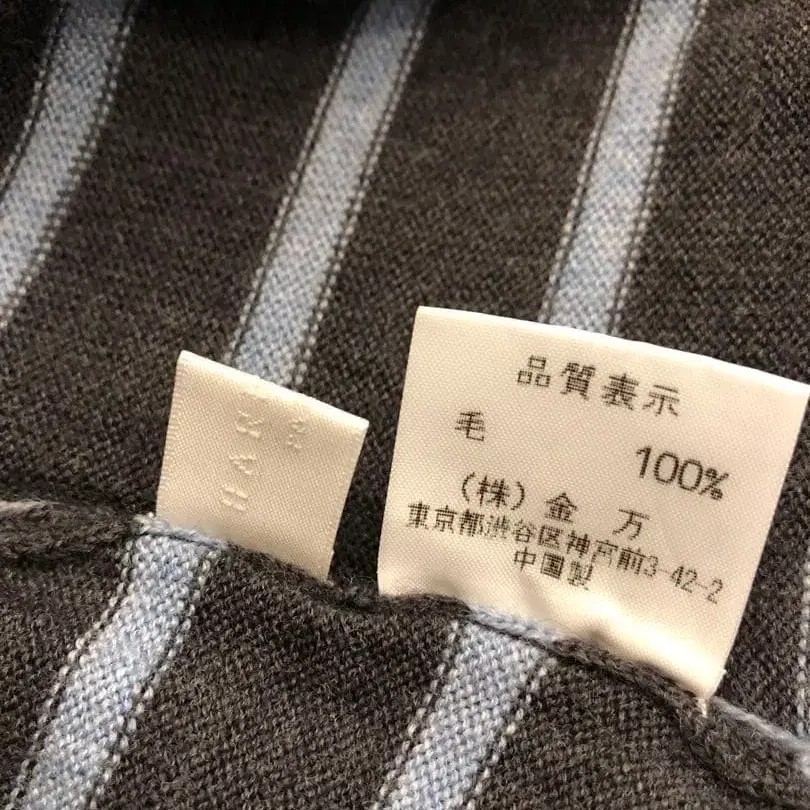 品質表示
毛 100%
(株)金万
東京都渋谷区神宮前3-42-2
中国製